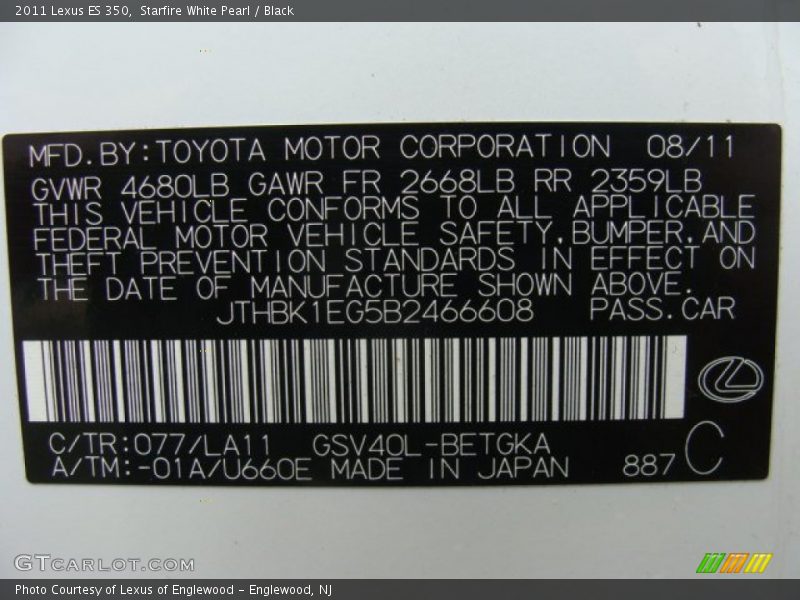 2011 Lexus ES 350, Starfire White Pearl / Black
MFD.BY:TOYOTA MOTOR CORPORATION 08/11
GVWR 4680LB GAWR FR 2668LB RR 2359LB
THIS VEHICLE CONFORMS TO ALL APPLICABLE
FEDERAL MOTOR VEHICLE SAFETY,BUMPER,AND
THEFT PREVENTION STANDARDS IN EFFECT ON
THE DATE OF MANUFACTURE SHOWN ABOVE.
JTHBK1EG5B2466608 PASS.CAR
C/TR:077/LA11 GSV40L-BETGKA
A/TM:-01A/U660E MADE IN JAPAN 887 C
GTCARLOT.COM
Photo Courtesy of Lexus of Englewood - Englewood, NJ